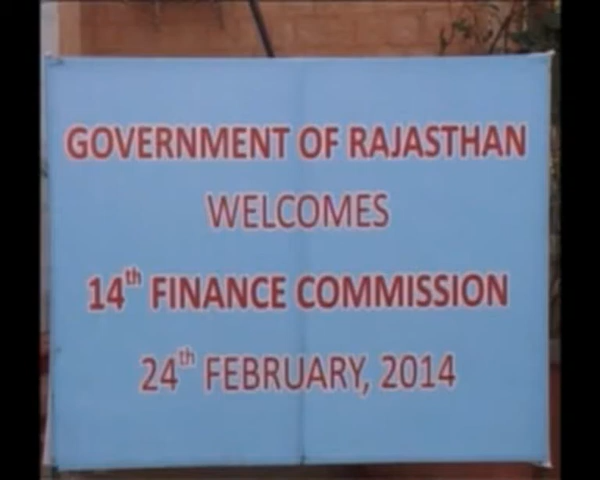 GOVERNMENT OF RAJASTHAN
WELCOMES
14th FINANCE COMMISSION
24th FEBRUARY, 2014